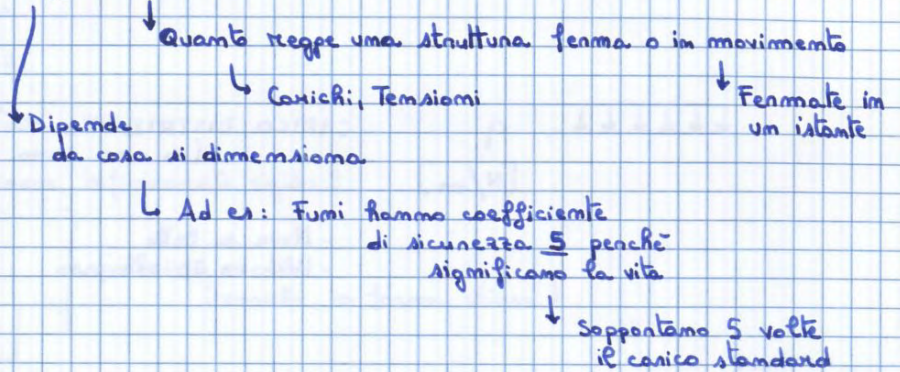 Quanto regge una struttura ferma o in movimento
Carichi, Tensioni
Fermate in
un istante
Dipende
da cosa si dimensiona
Ad es: Funi hanno coefficiente
di sicurezza 5 perchè
significano la vita
Sopportano 5 volte
il carico standard